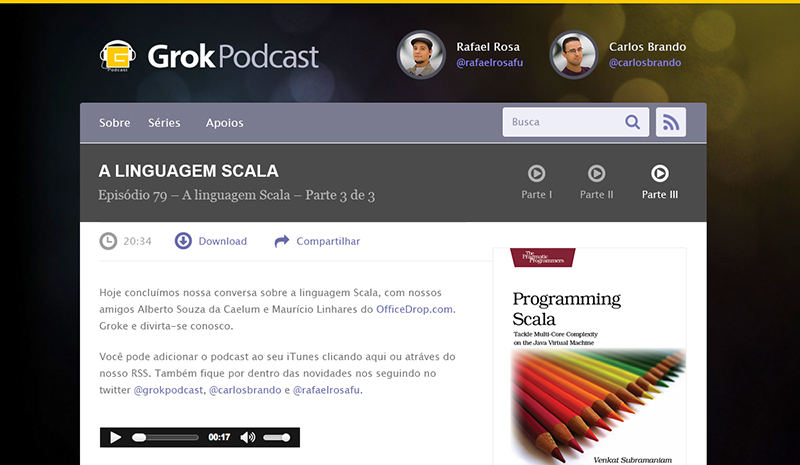 Podcast
Grok Podcast
Rafael Rosa
@rafaelrosafu
Carlos Brando
@carlosbrando
Sobre Séries Apoios
Busca
A LINGUAGEM SCALA
Episódio 79 – A linguagem Scala – Parte 3 de 3
Parte I Parte II Parte III
20:34 Download Compartilhar
Hoje concluímos nossa conversa sobre a linguagem Scala, com nossos
amigos Alberto Souza da Caelum e Maurício Linhares do OfficeDrop.com.
Groke e divirta-se conosco.
Você pode adicionar o podcast ao seu iTunes clicando aqui ou atráves do
nosso RSS. Também fique por dentro das novidades nos seguindo no
twitter @grokpodcast, @carlosbrando e @rafaelrosafu.
00:17
The
Pragmatic
Programmers
Programming
Scala
Tackle Multi-Core Complexity
on the Java Virtual Machine
Venkat Subramaniam